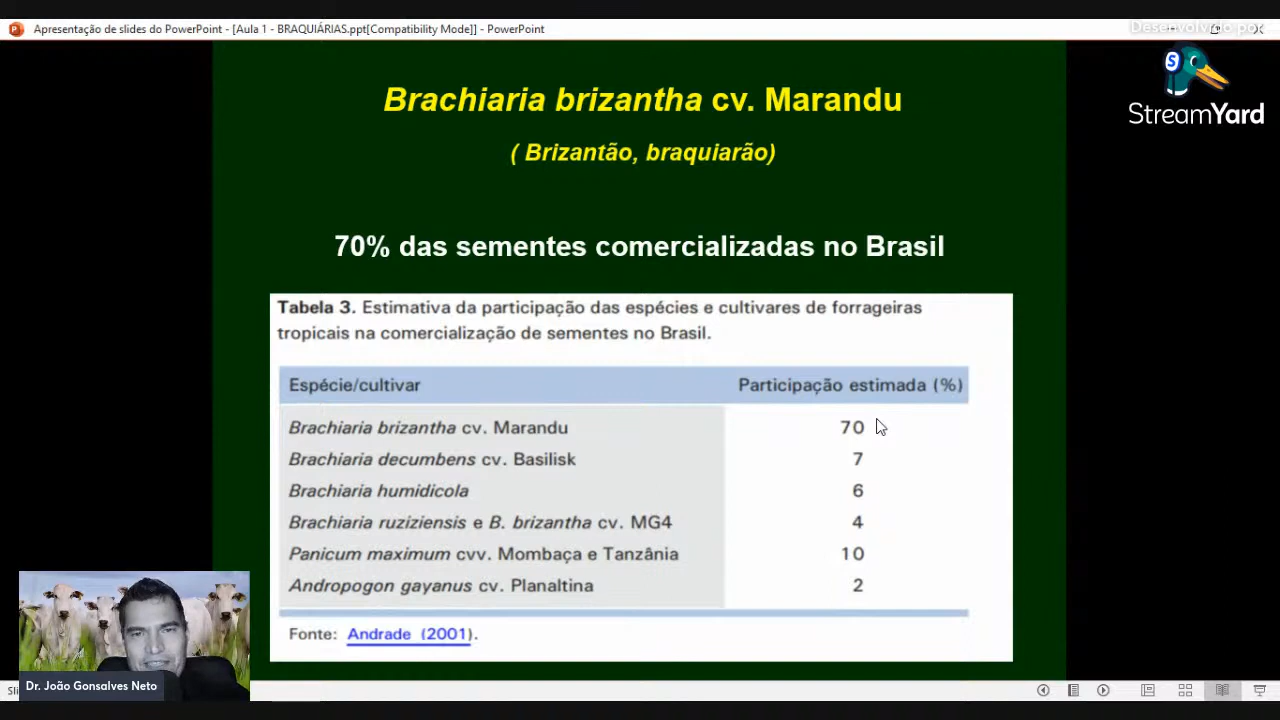 Apresentação de slides do PowerPoint - [Aula 1 - BRAQUIÁRIAS.ppt[Compatibility Mode]] - PowerPoint
Desenvolvido por
StreamYard
Brachiaria brizantha cv. Marandu
( Brizantão, braquiarão)
70% das sementes comercializadas no Brasil
Tabela 3. Estimativa da participação das espécies e cultivares de forrageiras
tropicais na comercialização de sementes no Brasil.
Espécie/cultivar Participação estimada (%)
Brachiaria brizantha cv. Marandu 70
Brachiaria decumbens cv. Basilisk 7
Brachiaria humidicola 6
Brachiaria ruziziensis e B. brizantha cv. MG4 4
Panicum maximum cvv. Mombaça e Tanzânia 10
Andropogon gayanus cv. Planaltina 2
Fonte: Andrade (2001).
Dr. João Gonsalves Neto